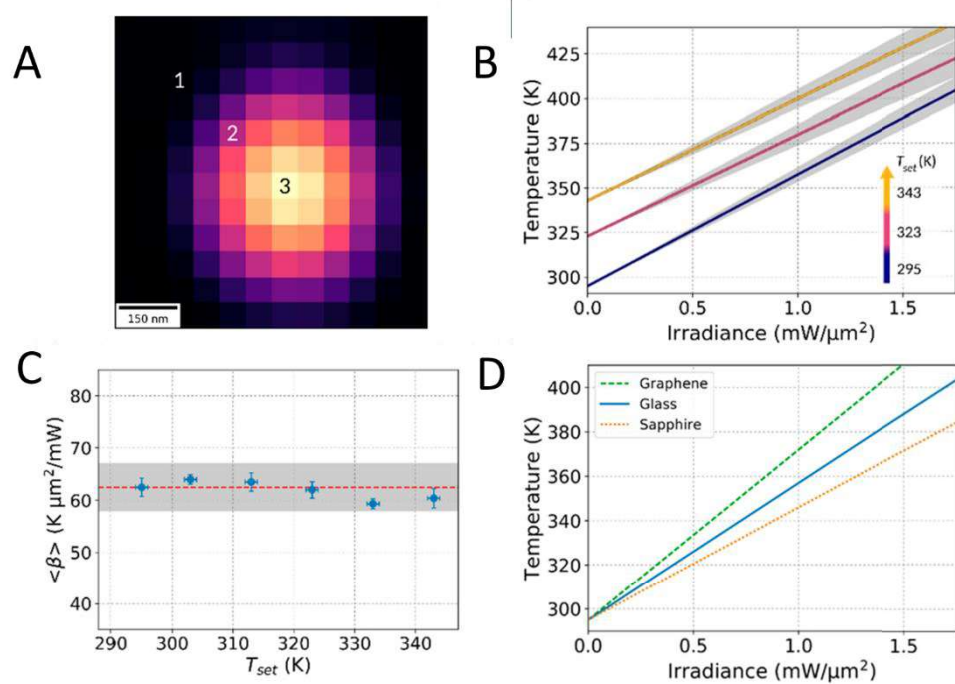 A
1
2
3
150 nm
B
Temperature (K)
425
400
375
350
325
300
T_set (K)
343
323
295
0.0 0.5 1.0 1.5
Irradiance (mW/μm²)
C
<β> (K μm²/mW)
80
70
60
50
40
290 300 310 320 330 340
T_set (K)
D
Temperature (K)
400
380
360
340
320
300
Graphene
Glass
Sapphire
0.0 0.5 1.0 1.5
Irradiance (mW/μm²)